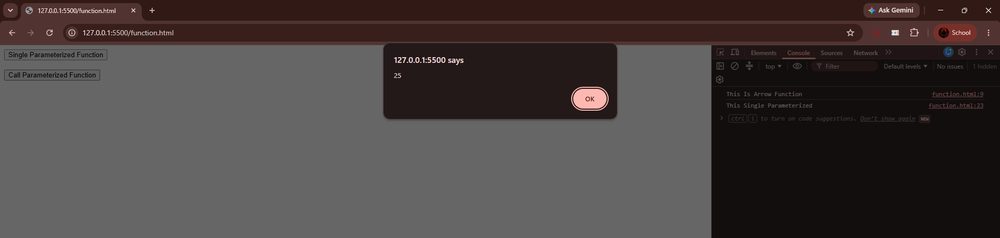 127.0.0.1:5500/function.html
Ask Gemini
127.0.0.1:5500/function.html
School
Single Parameterized Function
Call Parameterized Function
127.0.0.1:5500 says
25
OK
Elements Console Sources Network
top Filter Default levels No issues 1 hidden
This Is Arrow Function function.html:9
This Single Parameterized function.html:23
ctrl i to turn on code suggestions. Don't show again NEW